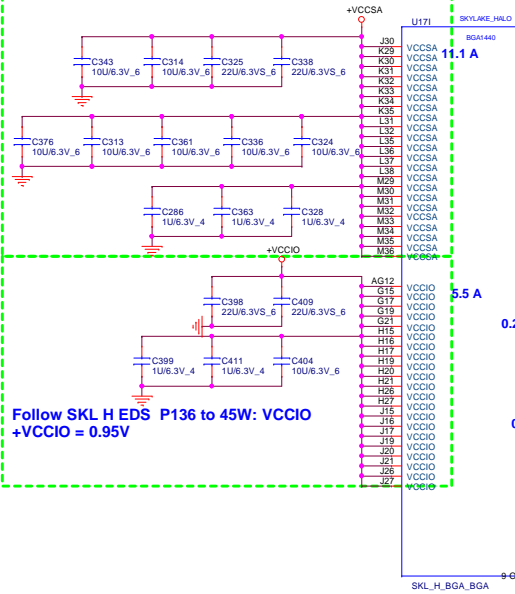 +VCCSA
U17I
SKYLAKE_HALO
BGA1440
11.1 A
J30 VCCSA
K29 VCCSA
K30 VCCSA
K31 VCCSA
K32 VCCSA
K33 VCCSA
K34 VCCSA
K35 VCCSA
L31 VCCSA
L32 VCCSA
L35 VCCSA
L36 VCCSA
L37 VCCSA
L38 VCCSA
M29 VCCSA
M30 VCCSA
M31 VCCSA
M32 VCCSA
M33 VCCSA
M34 VCCSA
M35 VCCSA
M36 VCCSA
C343 C314 C325 C338
10U/6.3V_6 10U/6.3V_6 22U/6.3VS_6 22U/6.3VS_6
C376 C313 C361 C336 C324
10U/6.3V_6 10U/6.3V_6 10U/6.3V_6 10U/6.3V_6 10U/6.3V_6
C286 C363 C328
1U/6.3V_4 1U/6.3V_4 1U/6.3V_4
+VCCIO
5.5 A
AG12 VCCIO
G15 VCCIO
G17 VCCIO
G19 VCCIO
G21 VCCIO
H15 VCCIO
H16 VCCIO
H17 VCCIO
H19 VCCIO
H20 VCCIO
H21 VCCIO
H26 VCCIO
H27 VCCIO
J15 VCCIO
J16 VCCIO
J17 VCCIO
J19 VCCIO
J20 VCCIO
J21 VCCIO
J26 VCCIO
J27 VCCIO
C398 C409
22U/6.3VS_6 22U/6.3VS_6
C399 C411 C404
1U/6.3V_4 1U/6.3V_4 10U/6.3V_6
Follow SKL H EDS P136 to 45W: VCCIO
+VCCIO = 0.95V
SKL_H_BGA_BGA